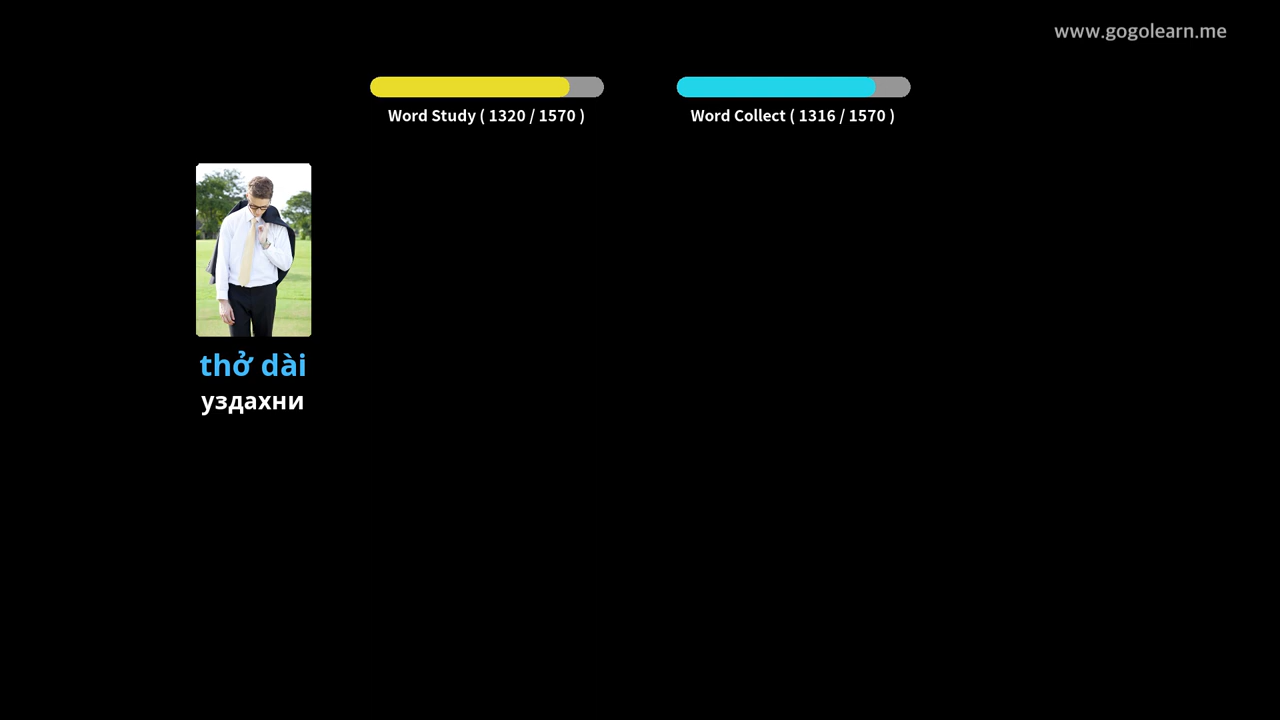 www.gogolearn.me
Word Study ( 1320 / 1570 )
Word Collect ( 1316 / 1570 )
thở dài
уздахни